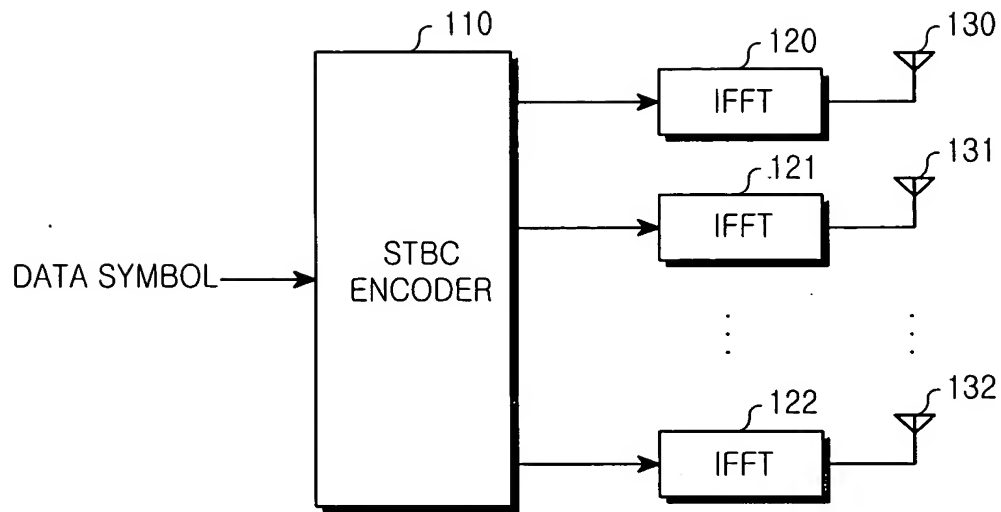 110
120
130
IFFT
121
131
IFFT
DATA SYMBOL
STBC
ENCODER
122
132
IFFT